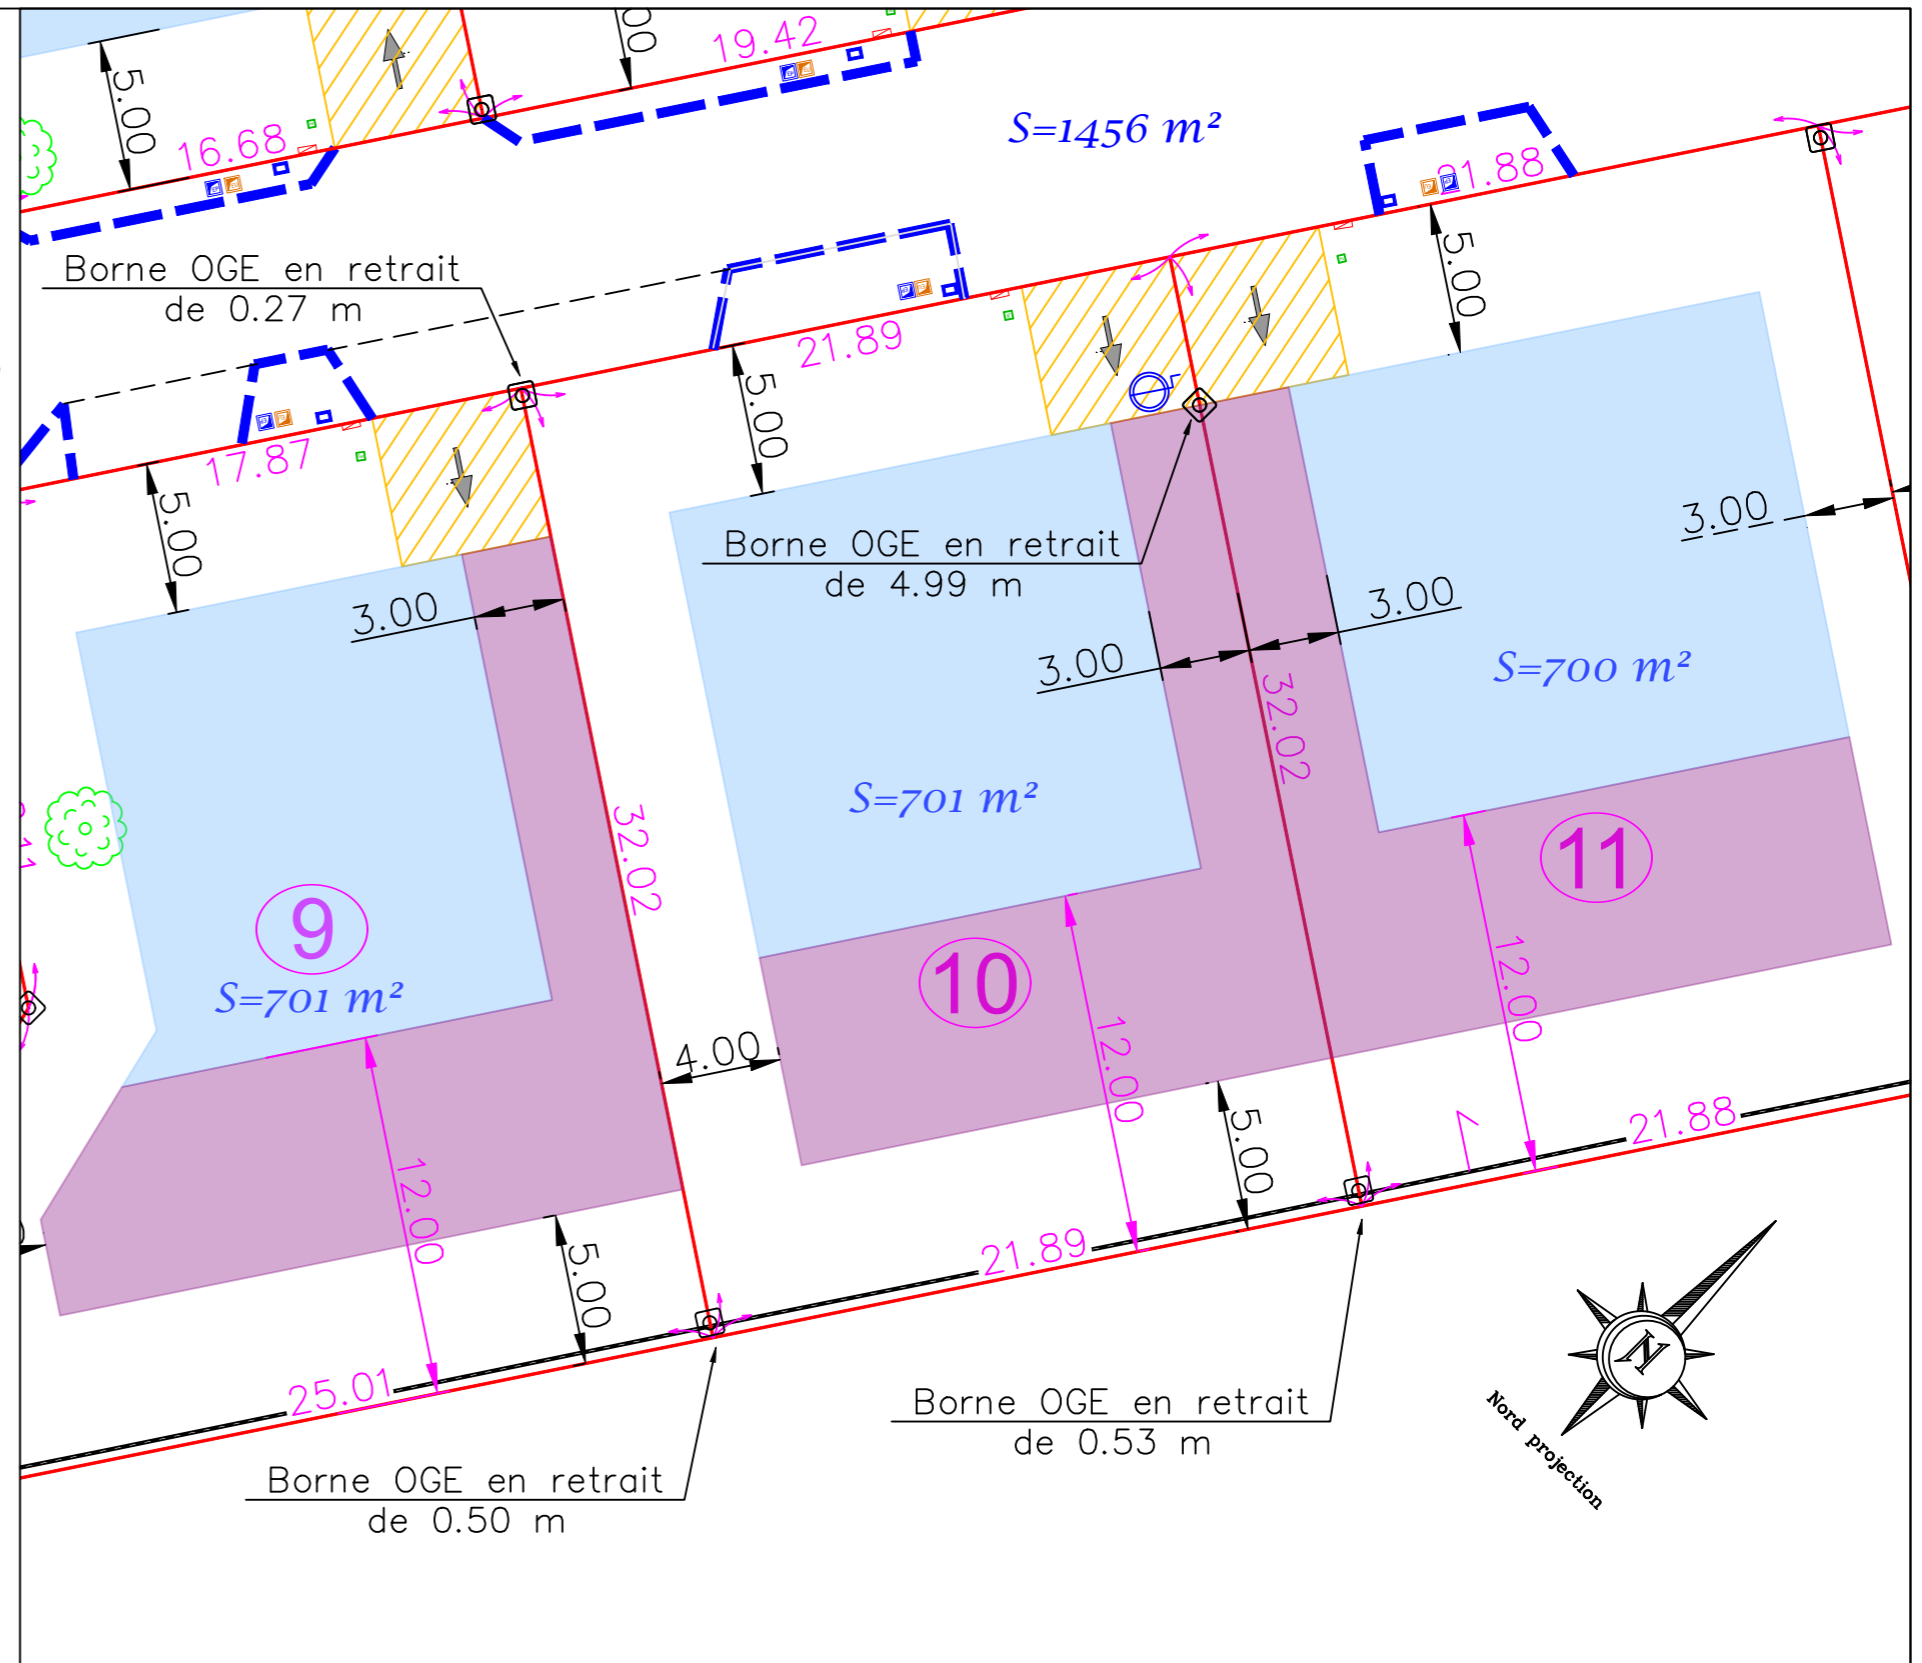 19.42
5.00
16.68
S=1456 m²
21.88
Borne OGE en retrait
de 0.27 m
5.00
21.89
5.00
17.87
5.00
3.00
Borne OGE en retrait
de 4.99 m
3.00
3.00
3.00
S=700 m²
32.02
S=701 m²
32.02
11
9
S=701 m²
10
12.00
4.00
12.00
5.00
21.88
12.00
5.00
21.89
25.01
N
Nord projection
Borne OGE en retrait
de 0.53 m
Borne OGE en retrait
de 0.50 m